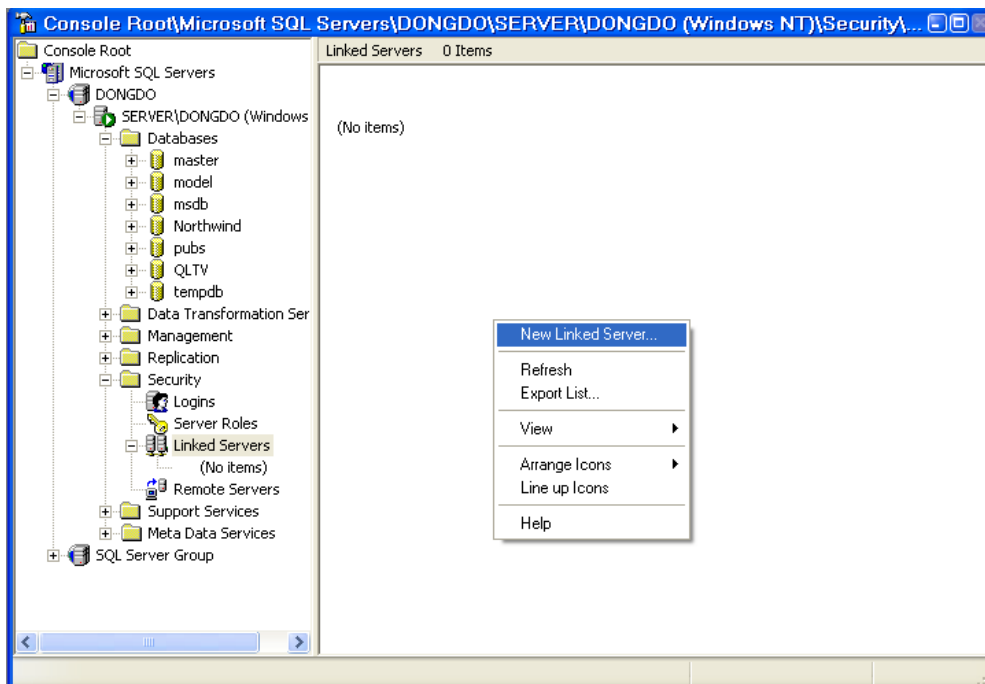 Console Root\Microsoft SQL Servers\DONGDO\SERVER\DONGDO (Windows NT)\Security\...
Console Root
Microsoft SQL Servers
DONGDO
SERVER\DONGDO (Windows
Databases
master
model
msdb
Northwind
pubs
QLTV
tempdb
Data Transformation Ser
Management
Replication
Security
Logins
Server Roles
Linked Servers
(No items)
Remote Servers
Support Services
Meta Data Services
SQL Server Group
Linked Servers 0 Items
(No items)
New Linked Server...
Refresh
Export List...
View
Arrange Icons
Line up Icons
Help